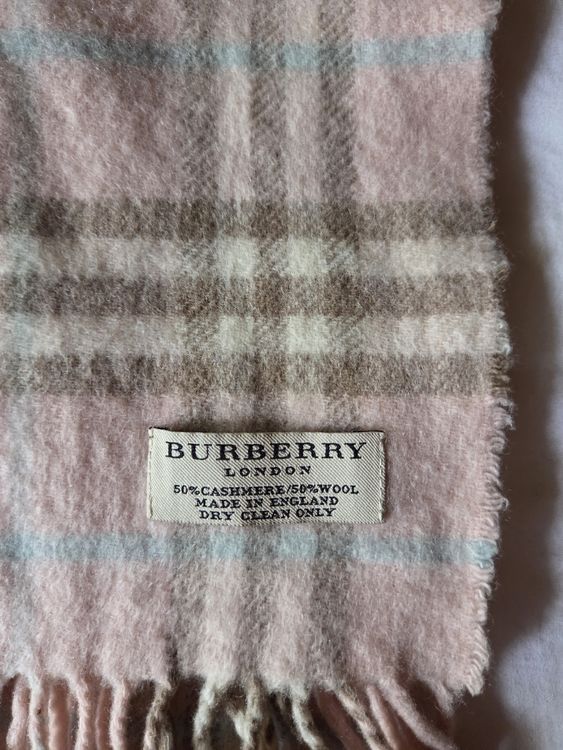 BURBERRY
LONDON
50%CASHMERE/50%WOOL
MADE IN ENGLAND
DRY CLEAN ONLY